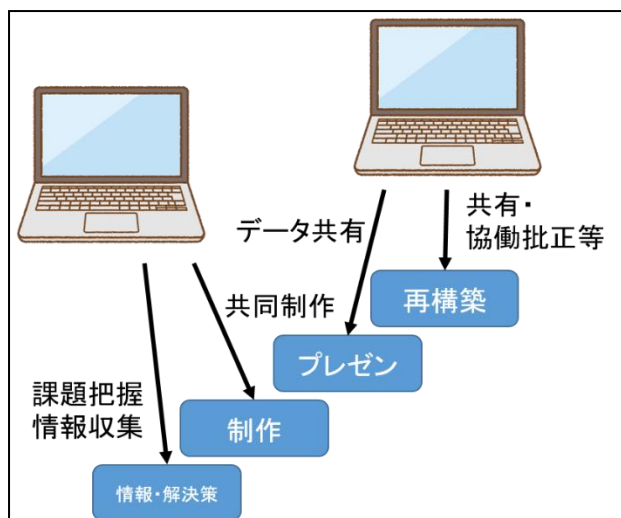 データ共有
共有・
協働批正等
再構築
共同制作
プレゼン
課題把握
情報収集
制作
情報・解決策